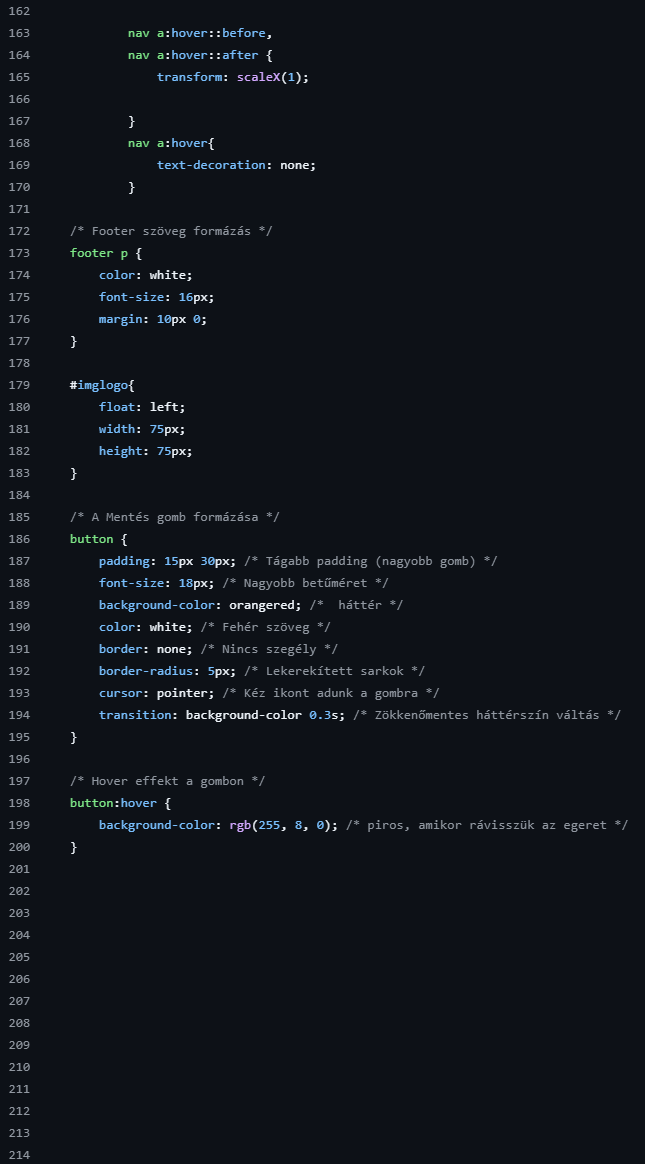 162
163 nav a:hover::before,
164 nav a:hover::after {
165 transform: scaleX(1);
166
167 }
168 nav a:hover{
169 text-decoration: none;
170 }
171
172 /* Footer szöveg formázás */
173 footer p {
174 color: white;
175 font-size: 16px;
176 margin: 10px 0;
177 }
178
179 #imglogo{
180 float: left;
181 width: 75px;
182 height: 75px;
183 }
184
185 /* A Mentés gomb formázása */
186 button {
187 padding: 15px 30px; /* Tágabb padding (nagyobb gomb) */
188 font-size: 18px; /* Nagyobb betűméret */
189 background-color: orangered; /*  háttér */
190 color: white; /* Fehér szöveg */
191 border: none; /* Nincs szegély */
192 border-radius: 5px; /* Lekerekített sarkok */
193 cursor: pointer; /* Kéz ikont adunk a gombra */
194 transition: background-color 0.3s; /* Zökkenőmentes háttérszín váltás */
195 }
196
197 /* Hover effekt a gombon */
198 button:hover {
199 background-color: rgb(255, 8, 0); /* piros, amikor rávisszük az egeret */
200 }
201
202
203
204
205
206
207
208
209
210
211
212
213
214